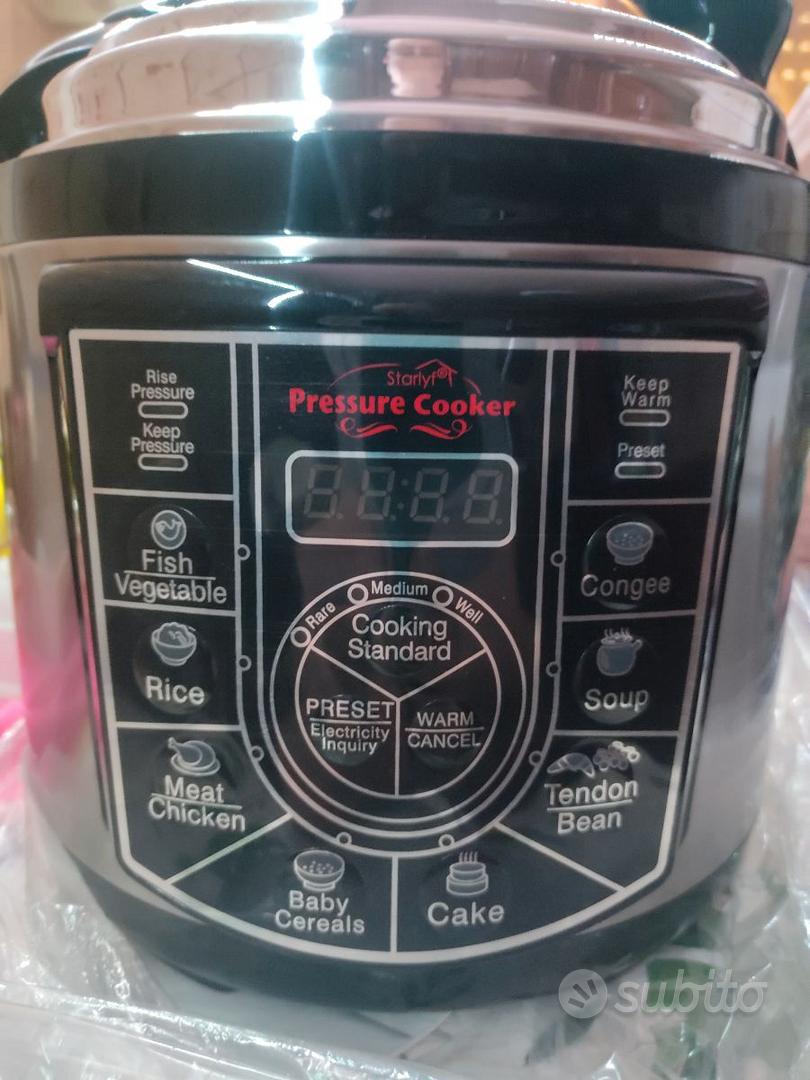 Rise
Pressure
Keep
Pressure
Starlyf®
Pressure Cooker
Keep
Warm
Preset
Fish
Vegetable
Rare
Medium
Well
Cooking
Standard
Congee
Rice
PRESET
Electricity
Inquiry
WARM
CANCEL
Soup
Meat
Chicken
Tendon
Bean
Baby
Cereals
Cake
subito